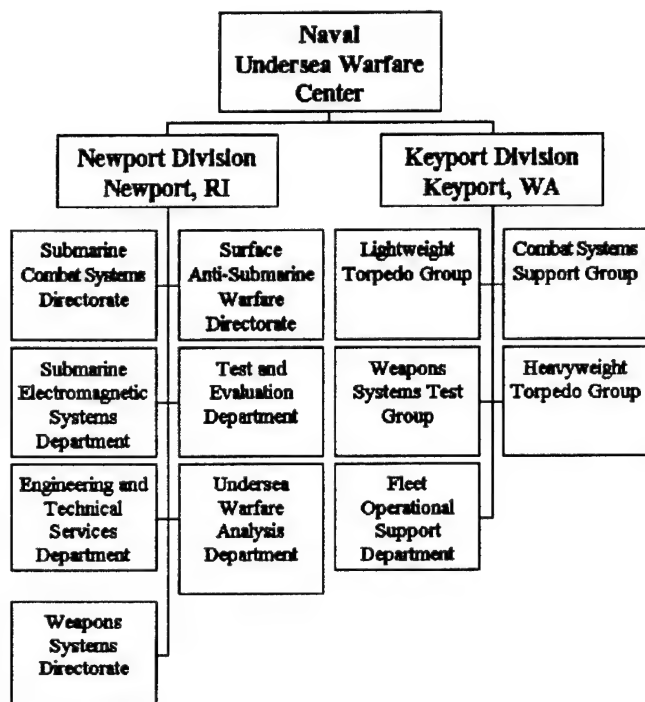 Naval
Undersea Warfare
Center
Newport Division
Newport, RI
Keyport Division
Keyport, WA
Submarine
Combat Systems
Directorate
Surface
Anti-Submarine
Warfare
Directorate
Lightweight
Torpedo Group
Combat Systems
Support Group
Submarine
Electromagnetic
Systems
Department
Test and
Evaluation
Department
Weapons
Systems Test
Group
Heavyweight
Torpedo Group
Engineering and
Technical
Services
Department
Undersea
Warfare
Analysis
Department
Fleet
Operational
Support
Department
Weapons
Systems
Directorate